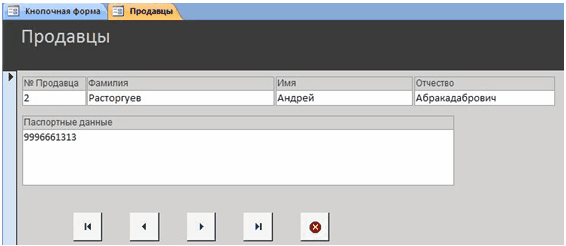 Кнопочная форма Продавцы
Продавцы
№ Продавца Фамилия Имя Отчество
2 Расторгуев Андрей Абракадабрович
Паспортные данные
9996661313